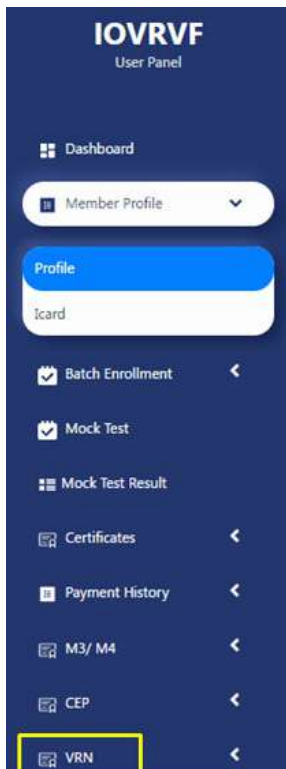 IOVRVF
User Panel
Dashboard
Member Profile
Profile
Icard
Batch Enrollment
Mock Test
Mock Test Result
Certificates
Payment History
M3/ M4
CEP
VRN